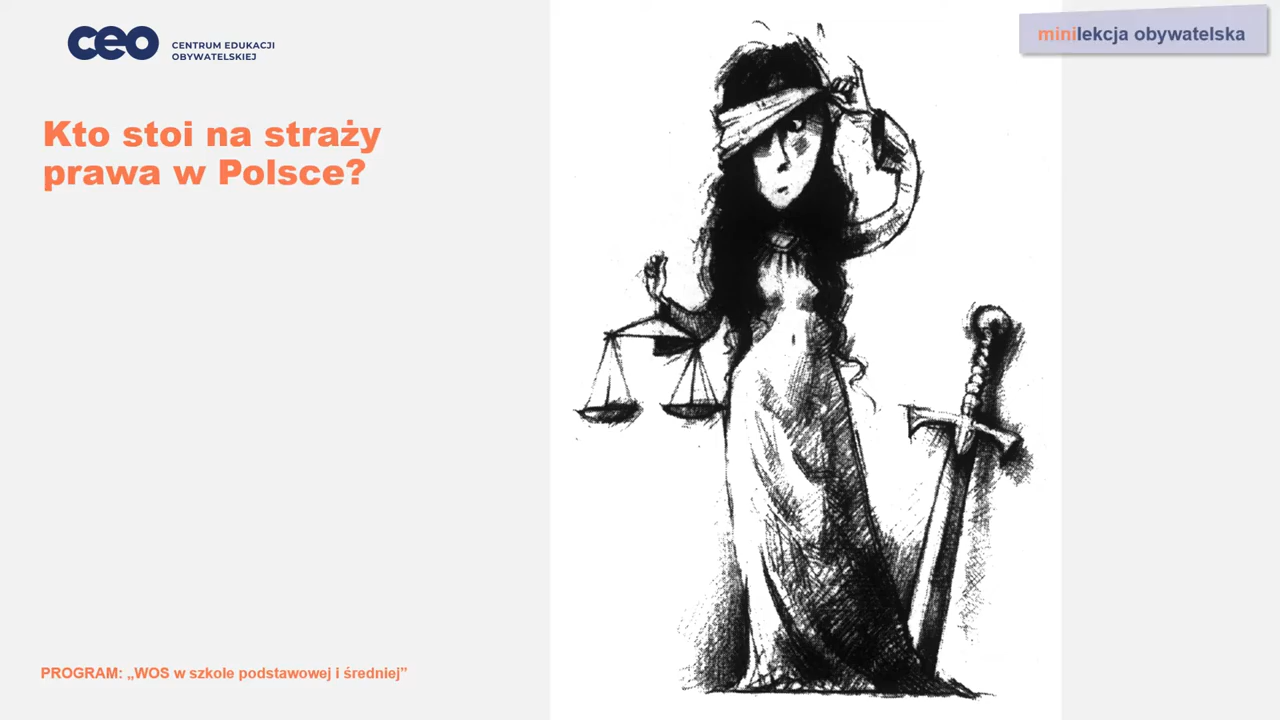 ceo CENTRUM EDUKACJI
OBYWATELSKIEJ
minilekcja obywatelska
Kto stoi na straży
prawa w Polsce?
PROGRAM: „WOS w szkole podstawowej i średniej”